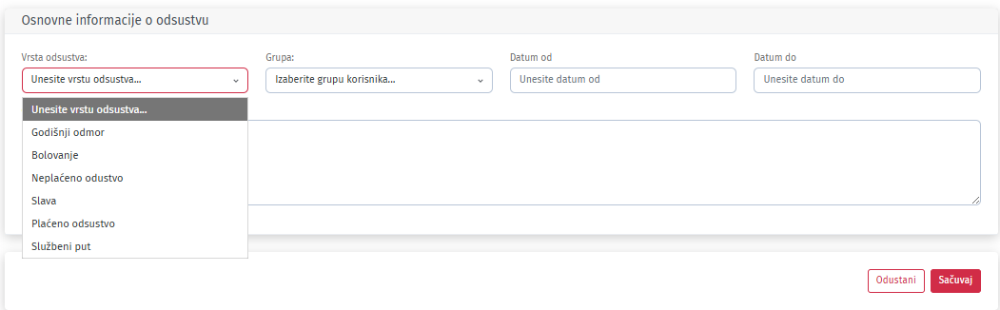 Osnovne informacije o odsustvu
Vrsta odsustva: Grupa: Datum od Datum do
Unesite vrstu odsustva... Izaberite grupu korisnika... Unesite datum od Unesite datum do
Unesite vrstu odsustva...
Godišnji odmor
Bolovanje
Neplaćeno odustvo
Slava
Plaćeno odsustvo
Službeni put
Odustani Sačuvaj